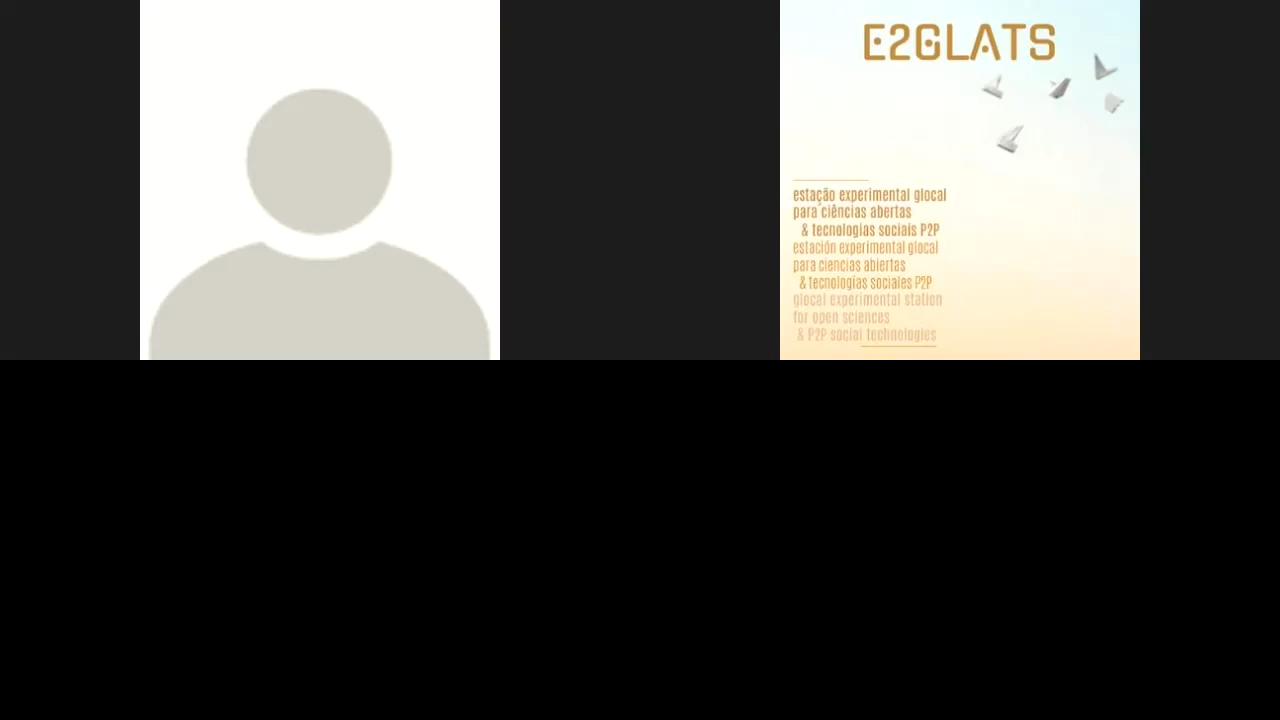 E2GLATS
estação experimental glocal
para ciências abertas
& tecnologias sociais P2P
estación experimental glocal
para ciencias abiertas
& tecnologías sociales P2P
glocal experimental station
for open sciences
& P2P social technologies